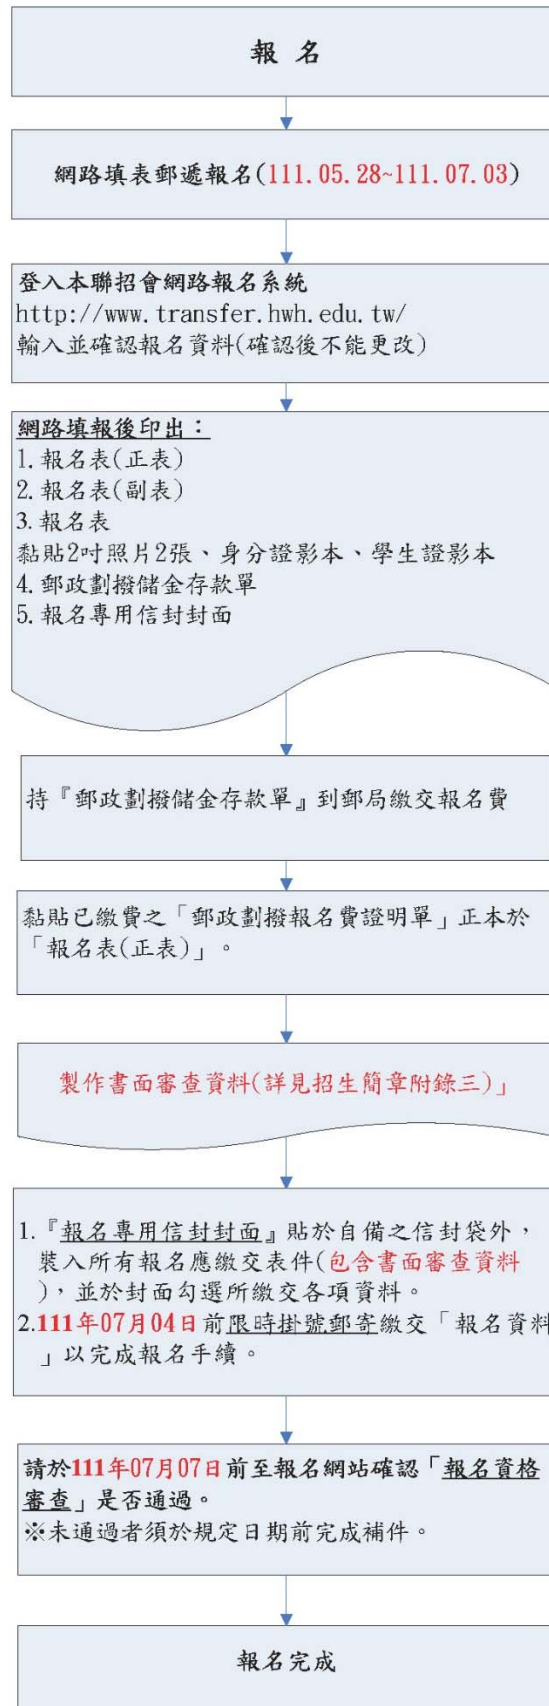 報 名
網路填表郵遞報名(111.05.28~111.07.03)
登入本聯招會網路報名系統
http://www.transfer.hwh.edu.tw/
輸入並確認報名資料(確認後不能更改)
網路填報後印出：
1.報名表(正表)
2.報名表(副表)
3.報名表
黏貼2吋照片2張、身分證影本、學生證影本
4.郵政劃撥儲金存款單
5.報名專用信封封面
持『郵政劃撥儲金存款單』到郵局繳交報名費
黏貼已繳費之「郵政劃撥報名費證明單」正本於
「報名表(正表)」。
製作書面審查資料(詳見招生簡章附錄三)」
1.『報名專用信封封面』貼於自備之信封袋外，
裝入所有報名應繳交表件(包含書面審查資料
)，並於封面勾選所繳交各項資料。
2.111年07月04日前限時掛號郵寄繳交「報名資料
」以完成報名手續。
請於111年07月07日前至報名網站確認「報名資格
審查」是否通過。
※未通過者須於規定日期前完成補件。
報名完成